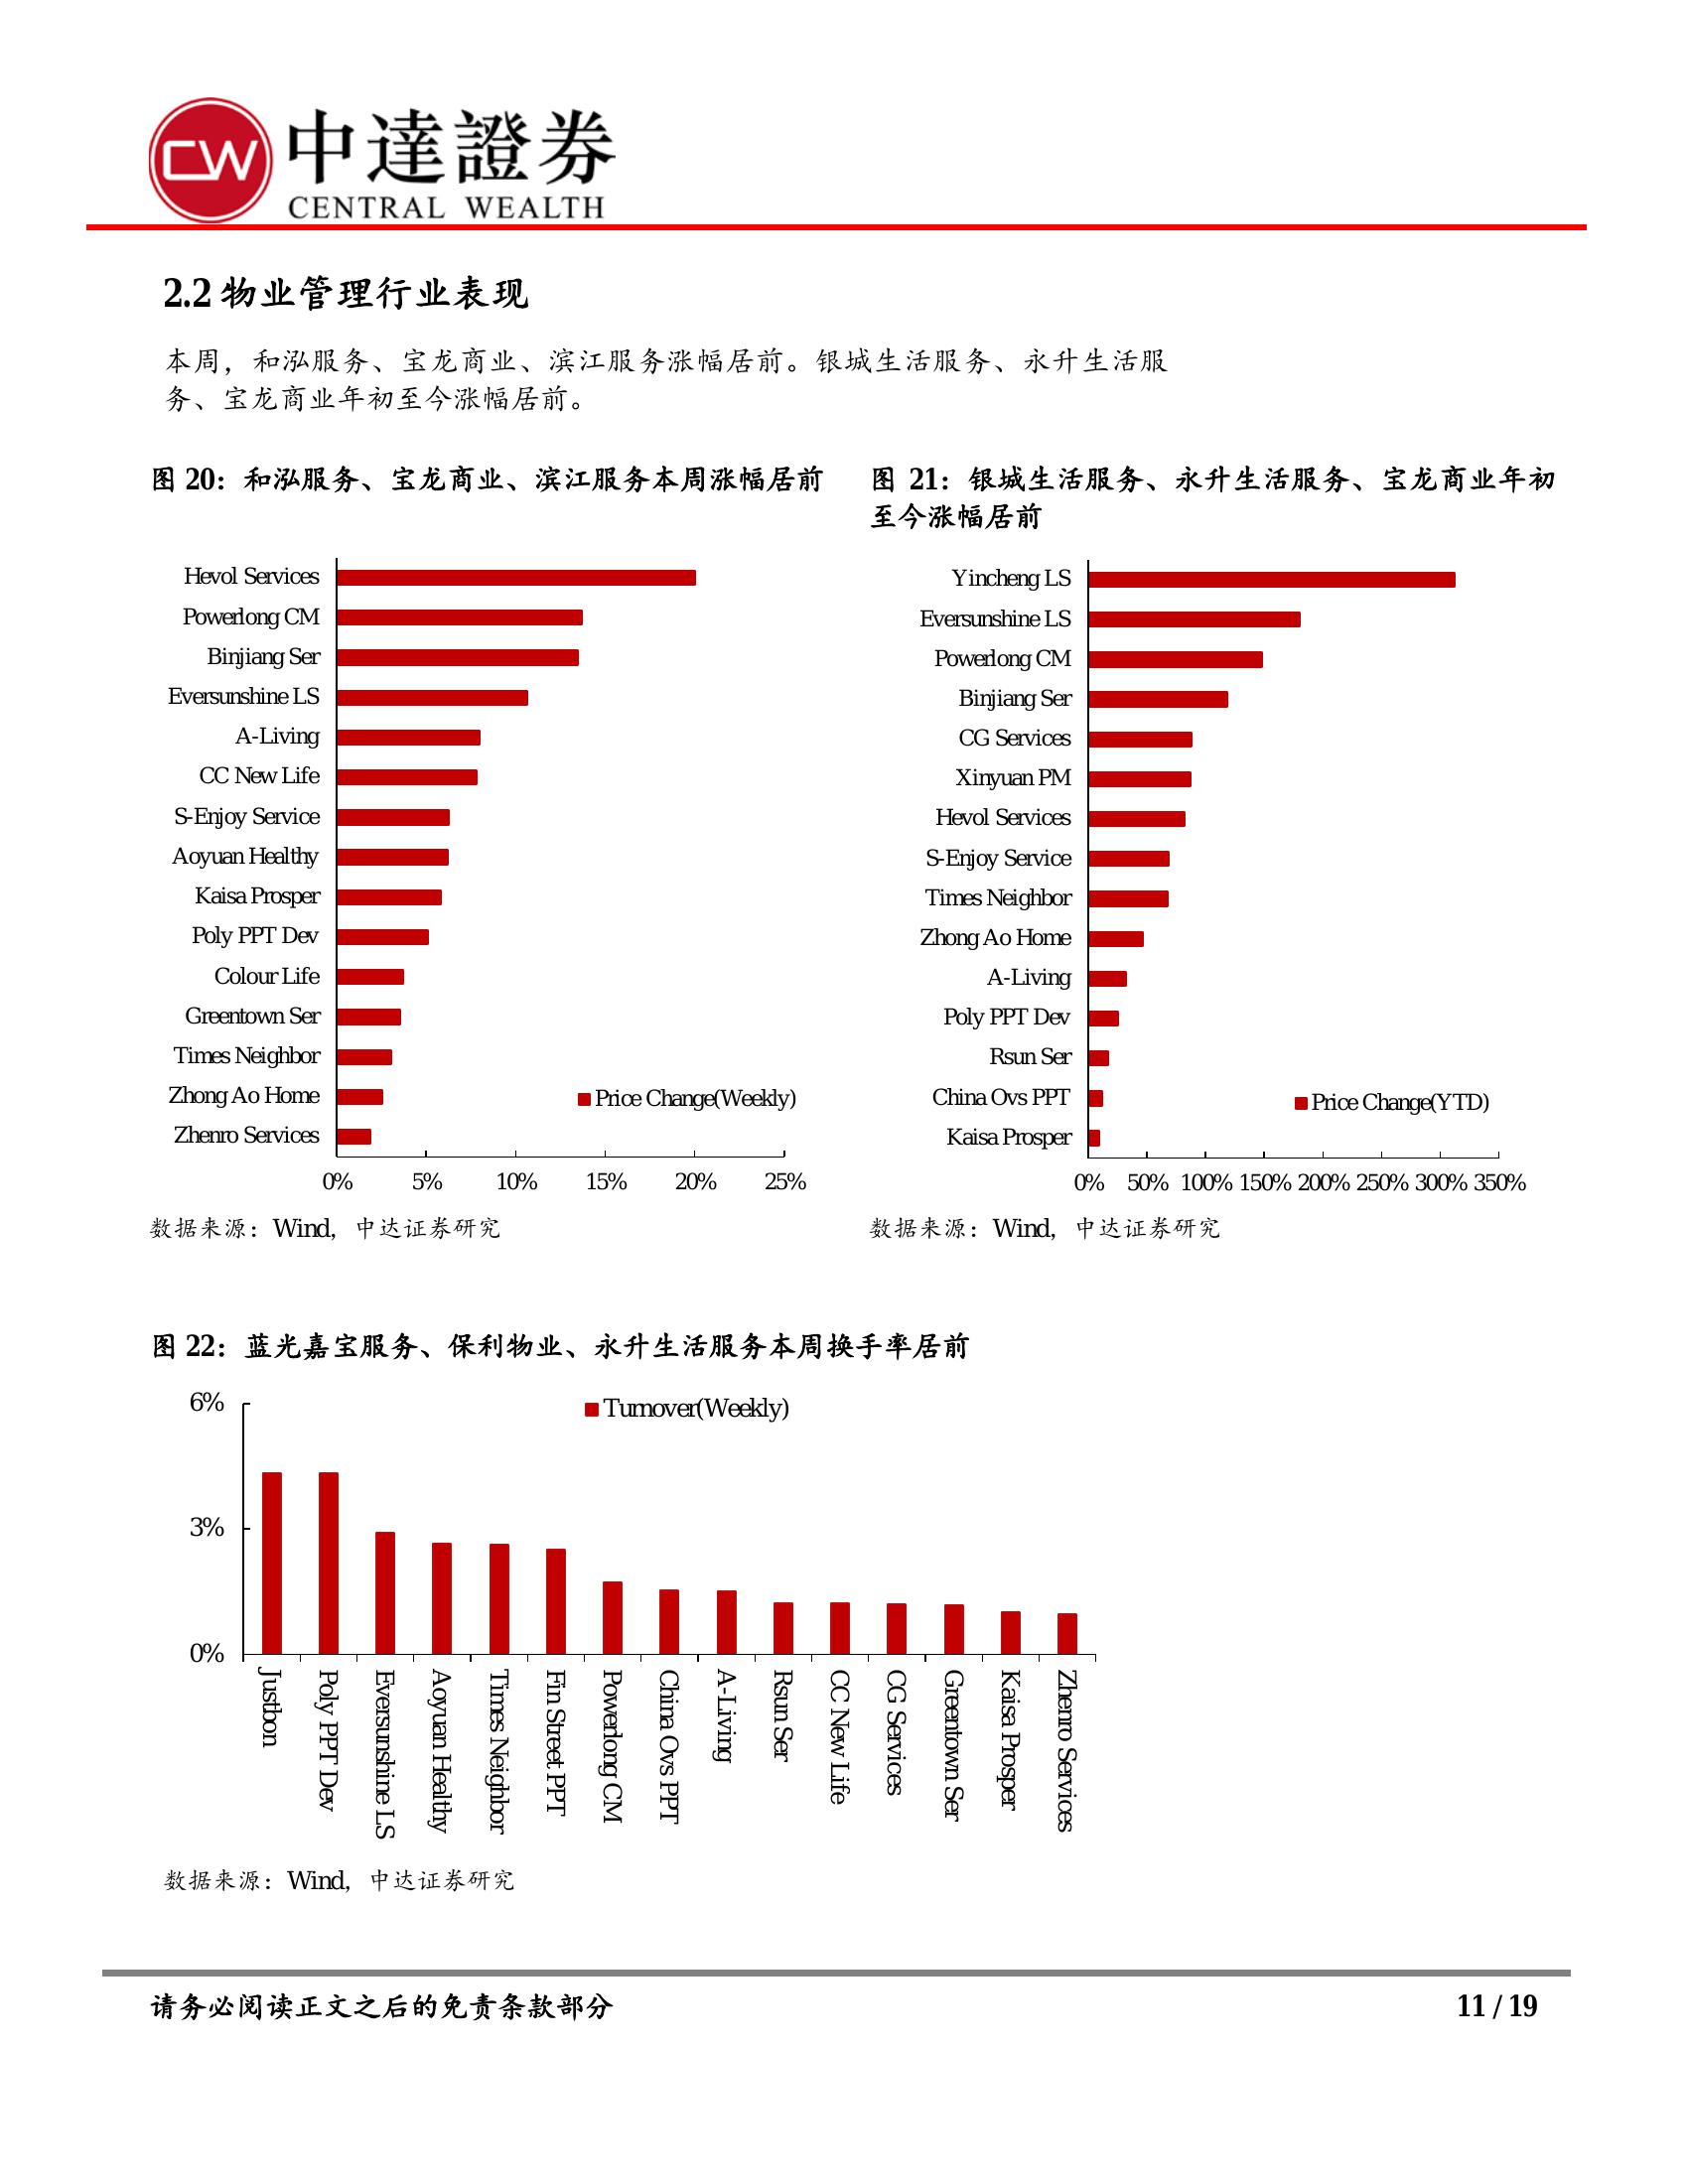 CW 中達證券
CENTRAL WEALTH
2.2 物业管理行业表现
本周，和泓服务、宝龙商业、滨江服务涨幅居前。银城生活服务、永升生活服
务、宝龙商业年初至今涨幅居前。
图 20：和泓服务、宝龙商业、滨江服务本周涨幅居前
Hevol Services
Powerlong CM
Binjiang Ser
Eversunshine LS
A-Living
CC New Life
S-Enjoy Service
Aoyuan Healthy
Kaisa Prosper
Poly PPT Dev
Colour Life
Greentown Ser
Times Neighbor
Zhong Ao Home
Zhenro Services
Price Change(Weekly)
0% 5% 10% 15% 20% 25%
数据来源：Wind，中达证券研究
图 21：银城生活服务、永升生活服务、宝龙商业年初
至今涨幅居前
Yincheng LS
Eversunshine LS
Powerlong CM
Binjiang Ser
CG Services
Xinyuan PM
Hevol Services
S-Enjoy Service
Times Neighbor
Zhong Ao Home
A-Living
Poly PPT Dev
Rsun Ser
China Ovs PPT
Kaisa Prosper
Price Change(YTD)
0% 50% 100% 150% 200% 250% 300% 350%
数据来源：Wind，中达证券研究
图 22：蓝光嘉宝服务、保利物业、永升生活服务本周换手率居前
Turnover(Weekly)
6%
3%
0%
Justbon
Poly PPT Dev
Eversunshine LS
Aoyuan Healthy
Times Neighbor
Fin Street PPT
Powerlong CM
China Ovs PPT
A-Living
Rsun Ser
CC New Life
CG Services
Greentown Ser
Kaisa Prosper
Zhenro Services
数据来源：Wind，中达证券研究
请务必阅读正文之后的免责条款部分
11 / 19